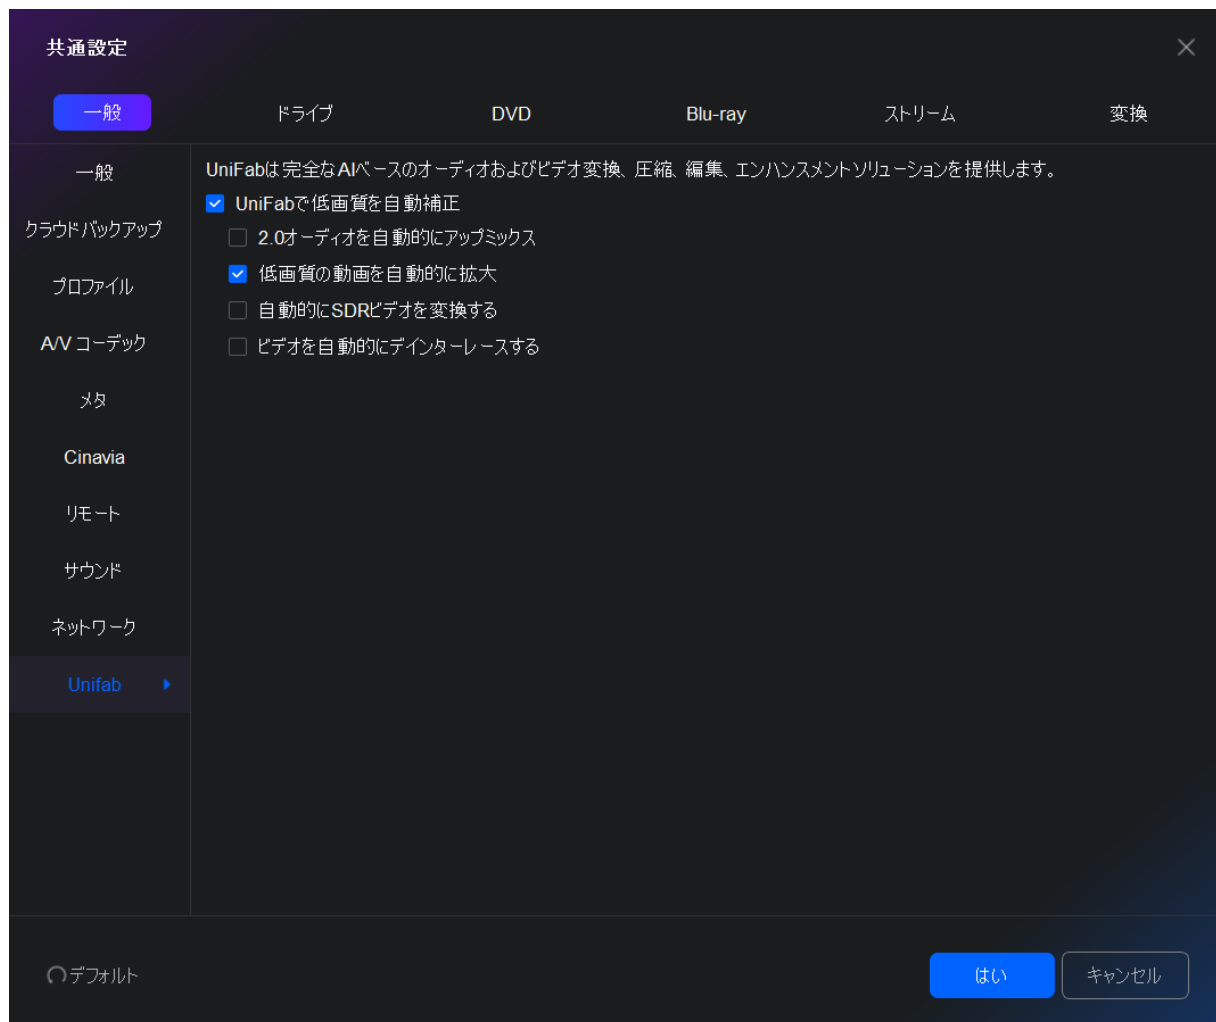 共通設定
一般
ドライブ
DVD
Blu-ray
ストリーム
変換
一般
クラウドバックアップ
プロファイル
A/V コーデック
メタ
Cinavia
リモート
サウンド
ネットワーク
Unifab
UniFabは完全なAIベースのオーディオおよびビデオ変換、圧縮、編集、エンハンスメントソリューションを提供します。
UniFabで低画質を自動補正
2.0オーディオを自動的にアップミックス
低画質の動画を自動的に拡大
自動的にSDRビデオを変換する
ビデオを自動的にデインターレースする
デフォルト
はい
キャンセル